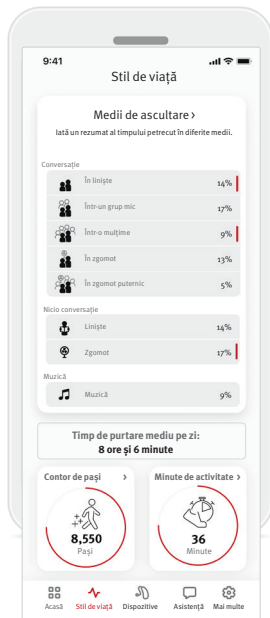 9:41
Stil de viață
Medii de ascultare ›
Iată un rezumat al timpului petrecut în diferite medii.
Conversație
În liniște 14%
Într-un grup mic 17%
Într-o mulțime 9%
În zgomot 13%
În zgomot puternic 5%
Nicio conversație
Liniște 14%
Zgomot 17%
Muzică
Muzică 9%
Timp de purtare mediu pe zi:
8 ore și 6 minute
Contor de pași › Minute de activitate ›
8,550 36
Pași Minute
Acasă Stil de viață Dispozitive Asistență Mai multe